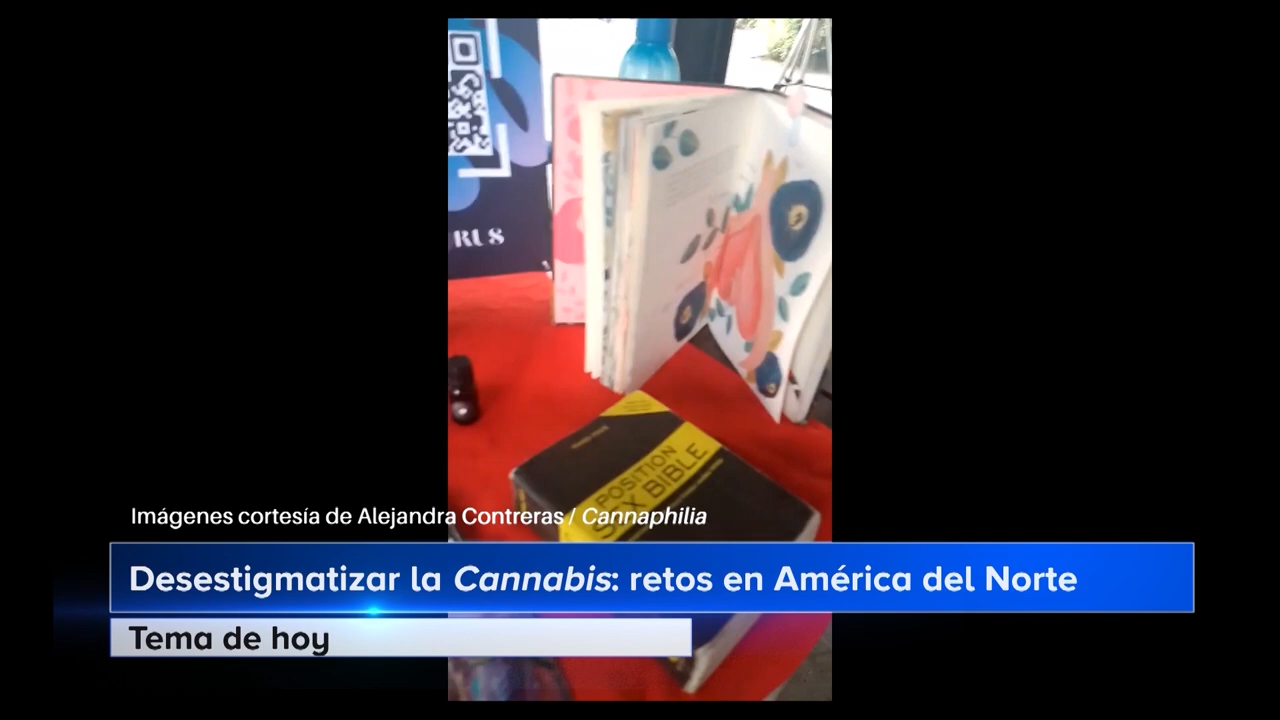 POSITION
SEX BIBLE
Imágenes cortesía de Alejandra Contreras / Cannaphilia
Desestigmatizar la Cannabis: retos en América del Norte
Tema de hoy